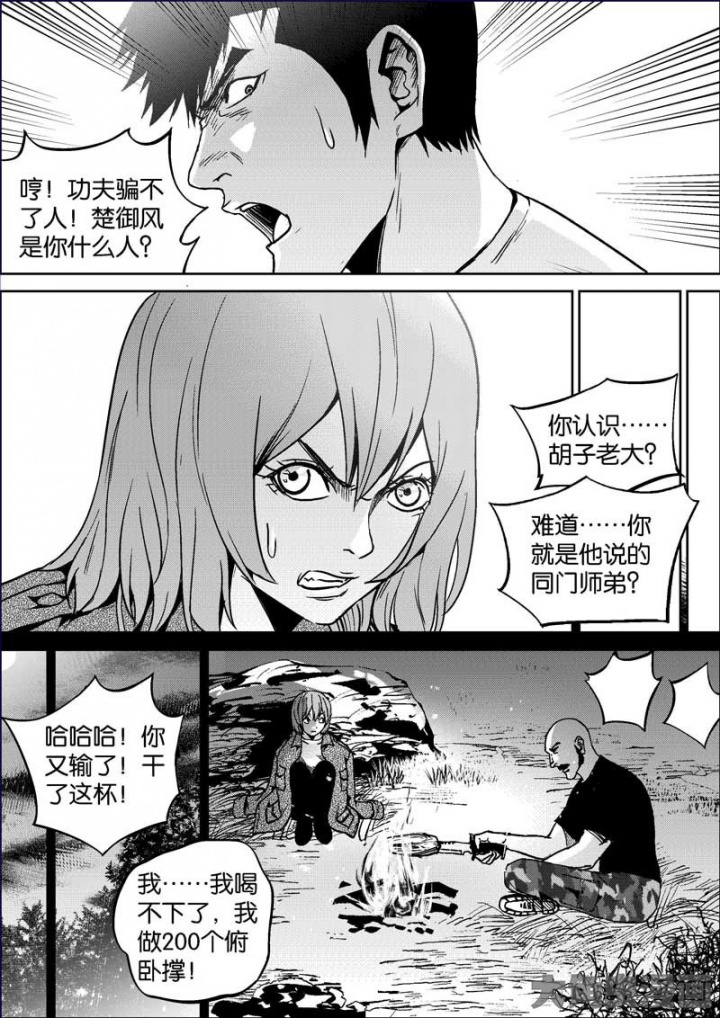 哼！功夫骗不
了人！楚御风
是你什么人？
你认识……
胡子老大？
难道……你
就是他说的
同门师弟？
哈哈哈！你
又输了！干
了这杯！
我……我喝
不下了，我
做200个俯
卧撑！